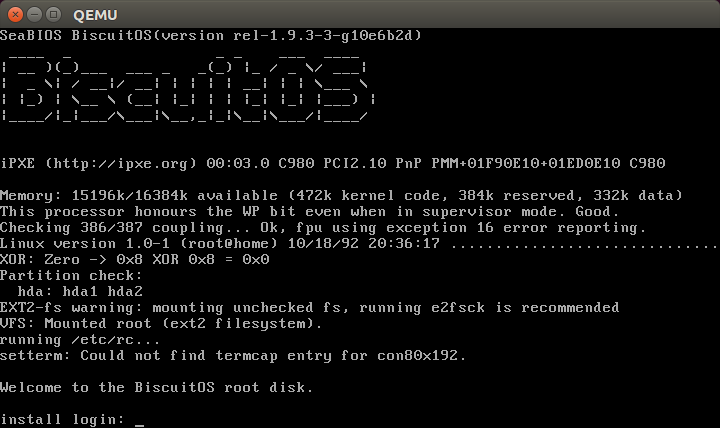 QEMU
SeaBIOS BiscuitOS(version rel-1.9.3-3-g10e6b2d)
BiscuitOS
iPXE (http://ipxe.org) 00:03.0 C980 PCI2.10 PnP PMM+01F90E10+01ED0E10 C980
Memory: 15196k/16384k available (472k kernel code, 384k reserved, 332k data)
This processor honours the WP bit even when in supervisor mode. Good.
Checking 386/387 coupling... Ok, fpu using exception 16 error reporting.
Linux version 1.0-1 (root@home) 10/18/92 20:36:17 ..............................
XOR: Zero -> 0x8 XOR 0x8 = 0x0
Partition check:
  hda: hda1 hda2
EXT2-fs warning: mounting unchecked fs, running e2fsck is recommended
VFS: Mounted root (ext2 filesystem).
running /etc/rc...
setterm: Could not find termcap entry for con80x192.
Welcome to the BiscuitOS root disk.
install login: _